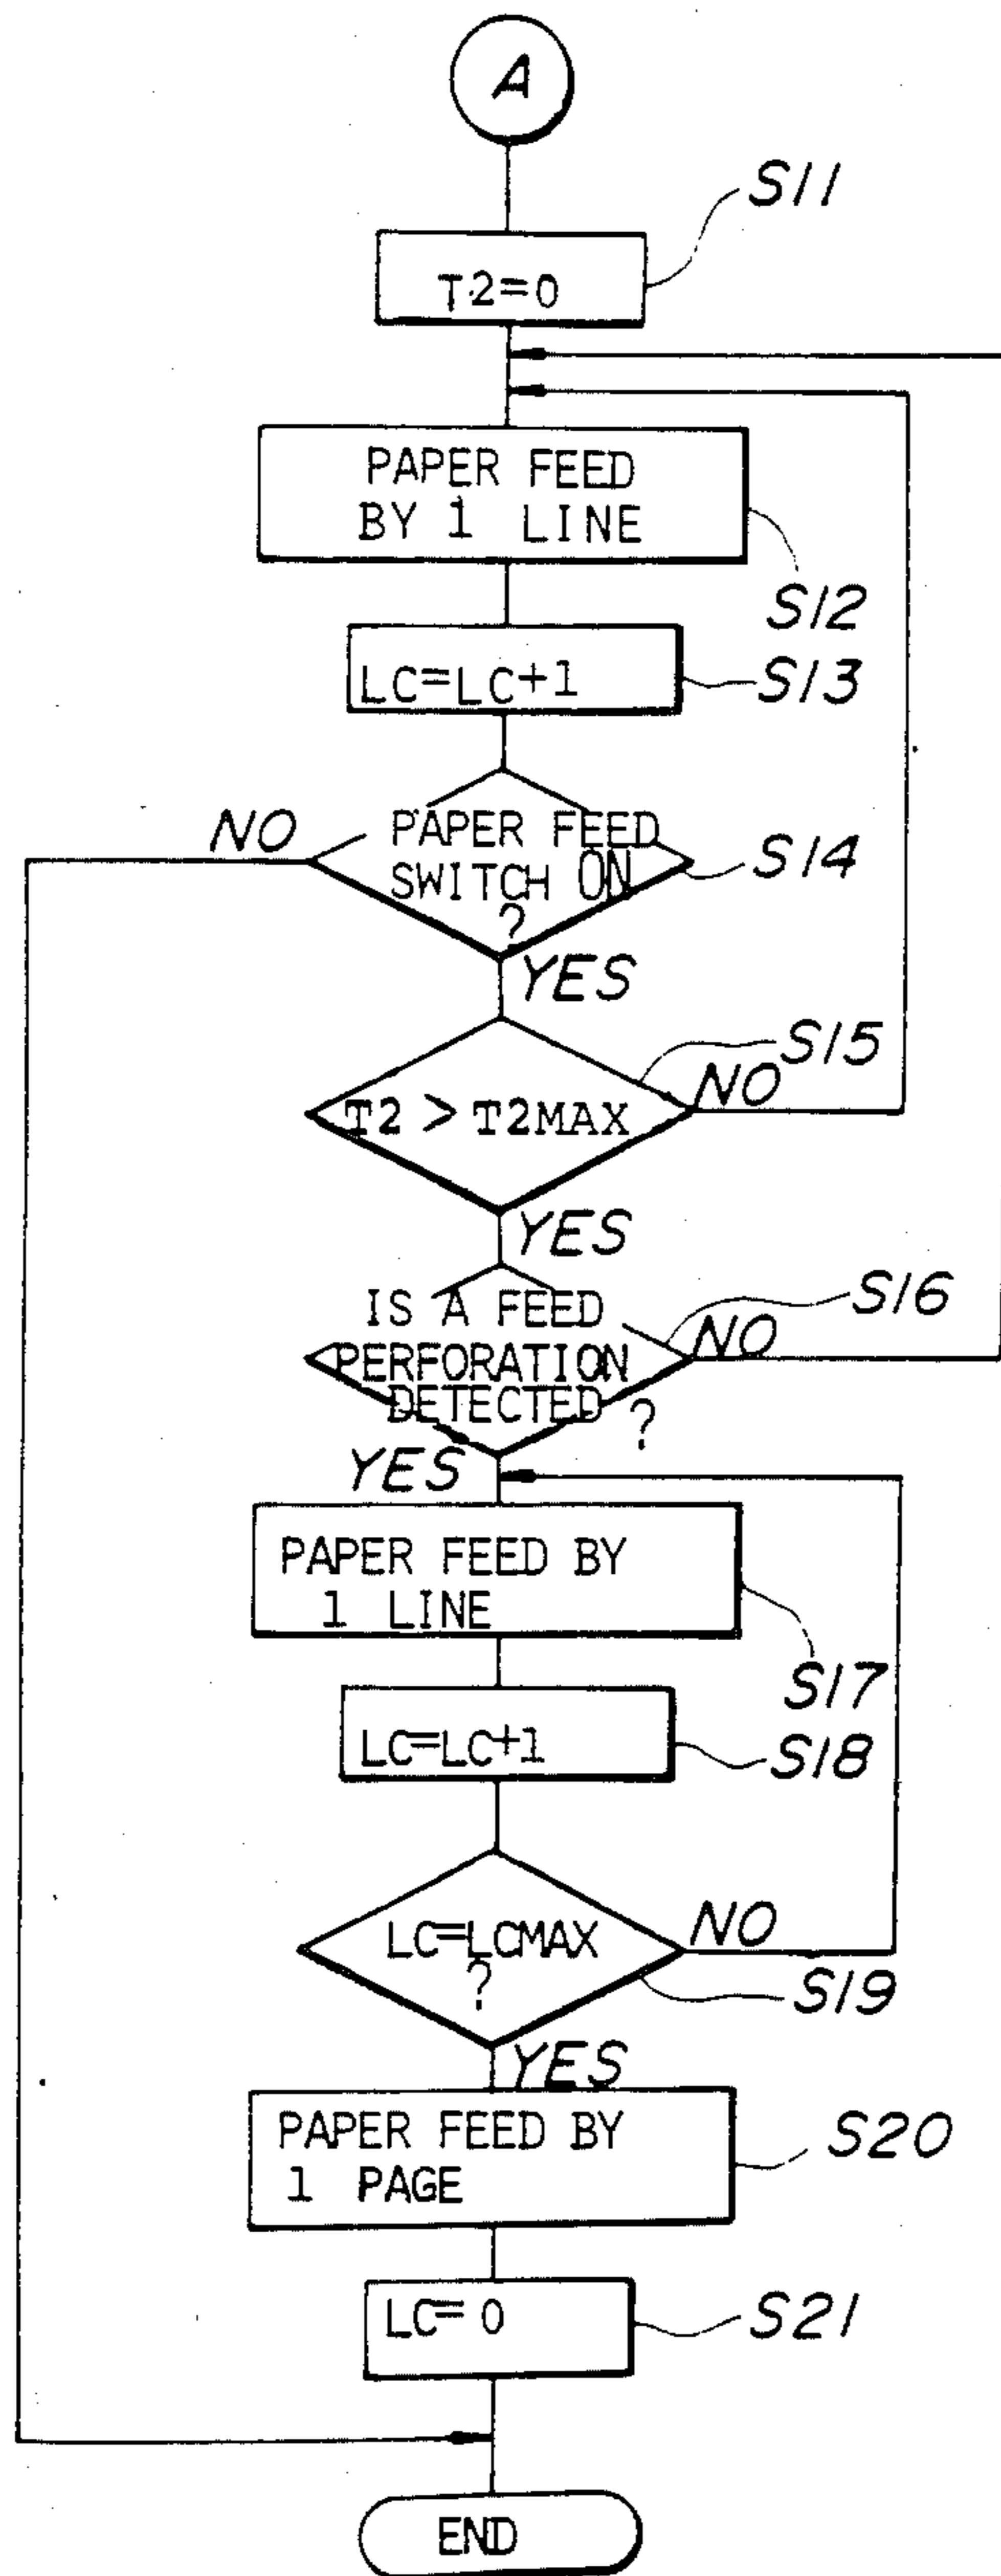 A
S11
T2=0
PAPER FEED
BY 1 LINE
S12
LC=LC+1
S13
NO
PAPER FEED
SWITCH ON
?
S14
YES
S15
NO
T2 > T2MAX
YES
IS A FEED
S16
NO
PERFORATION
DETECTED ?
YES
PAPER FEED BY
1 LINE
S17
LC=LC+1
S18
LC=LCMAX
?
NO
S19
YES
PAPER FEED BY
1 PAGE
S20
LC=0
S21
END